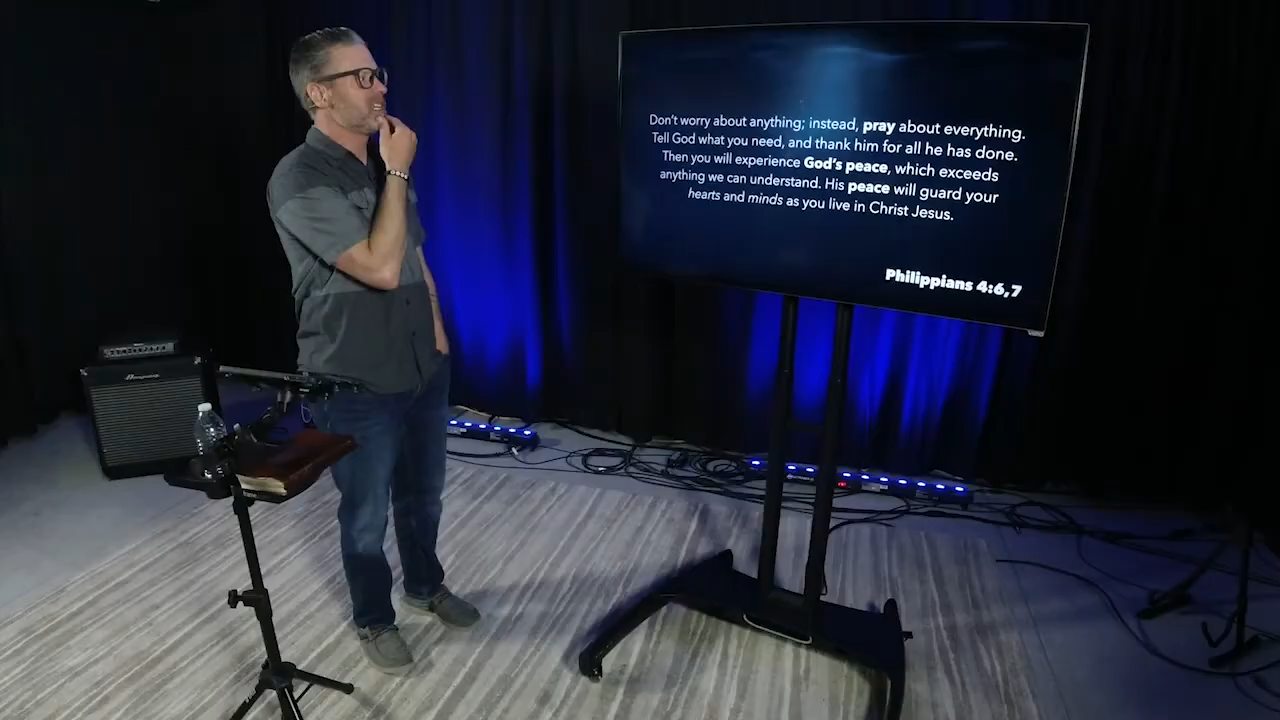 Don't worry about anything; instead, pray about everything.
Tell God what you need, and thank him for all he has done.
Then you will experience God's peace, which exceeds
anything we can understand. His peace will guard your
hearts and minds as you live in Christ Jesus.
Philippians 4:6,7
Ampeg